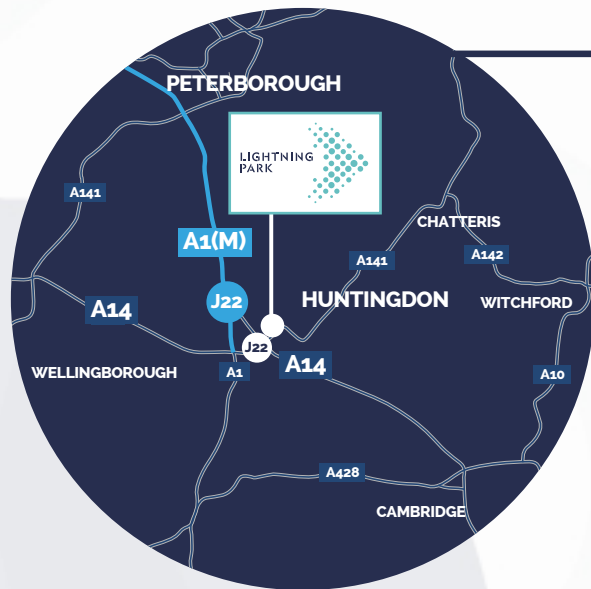 PETERBOROUGH
LIGHTNING
PARK
A141
CHATTERIS
A1(M)
A141
A142
J22
HUNTINGDON
WITCHFORD
A14
J22
A14
WELLINGBOROUGH
A1
A10
A428
CAMBRIDGE